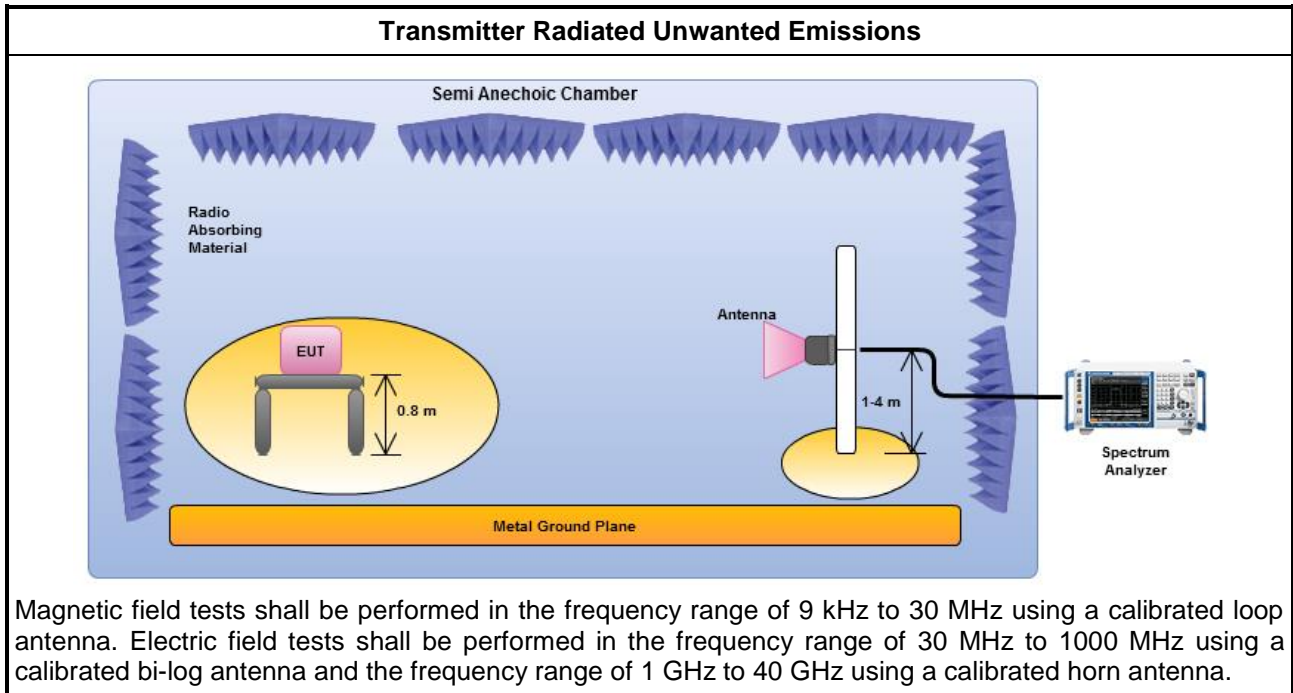 Transmitter Radiated Unwanted Emissions
Semi Anechoic Chamber
Radio
Absorbing
Material
Antenna
EUT
0.8 m
1-4 m
Spectrum
Analyzer
Metal Ground Plane
Magnetic field tests shall be performed in the frequency range of 9 kHz to 30 MHz using a calibrated loop
antenna. Electric field tests shall be performed in the frequency range of 30 MHz to 1000 MHz using a
calibrated bi-log antenna and the frequency range of 1 GHz to 40 GHz using a calibrated horn antenna.